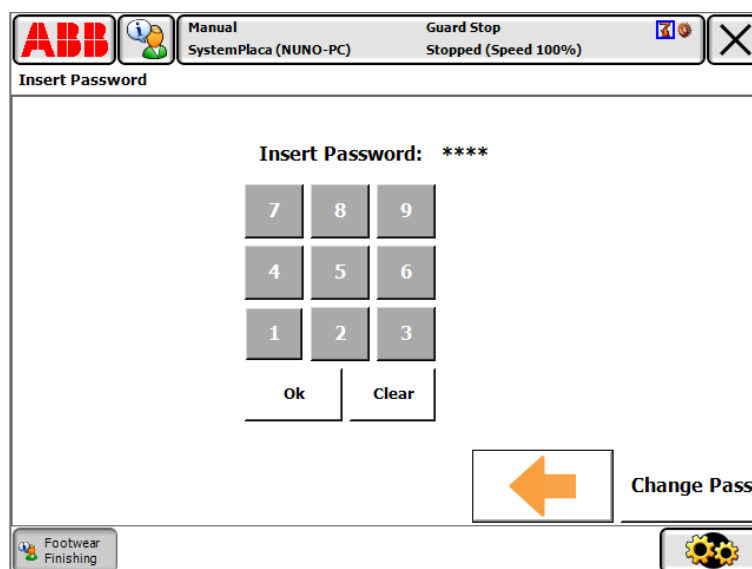 ABB
Manual Guard Stop
SystemPlaca (NUNO-PC) Stopped (Speed 100%)
Insert Password
Insert Password: ****
7 8 9
4 5 6
1 2 3
Ok Clear
Change Pass
Footwear
Finishing